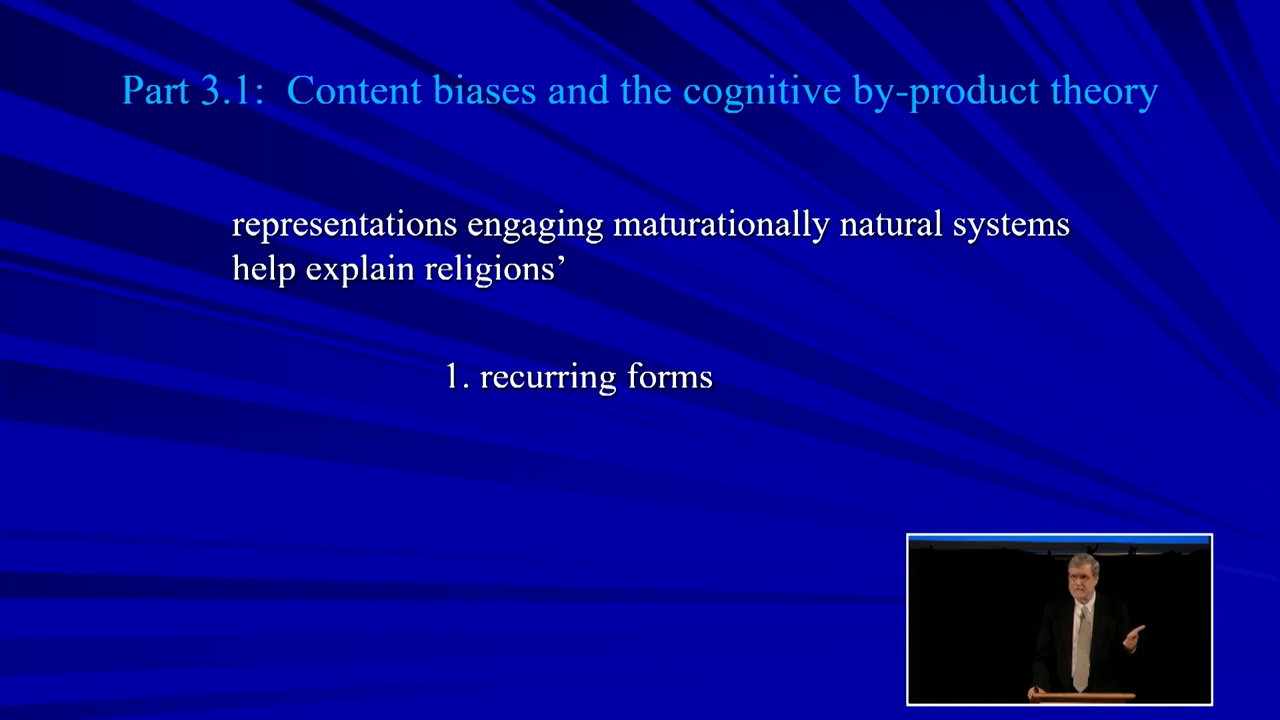 Part 3.1:  Content biases and the cognitive by-product theory
representations engaging maturationally natural systems
help explain religions’
1. recurring forms